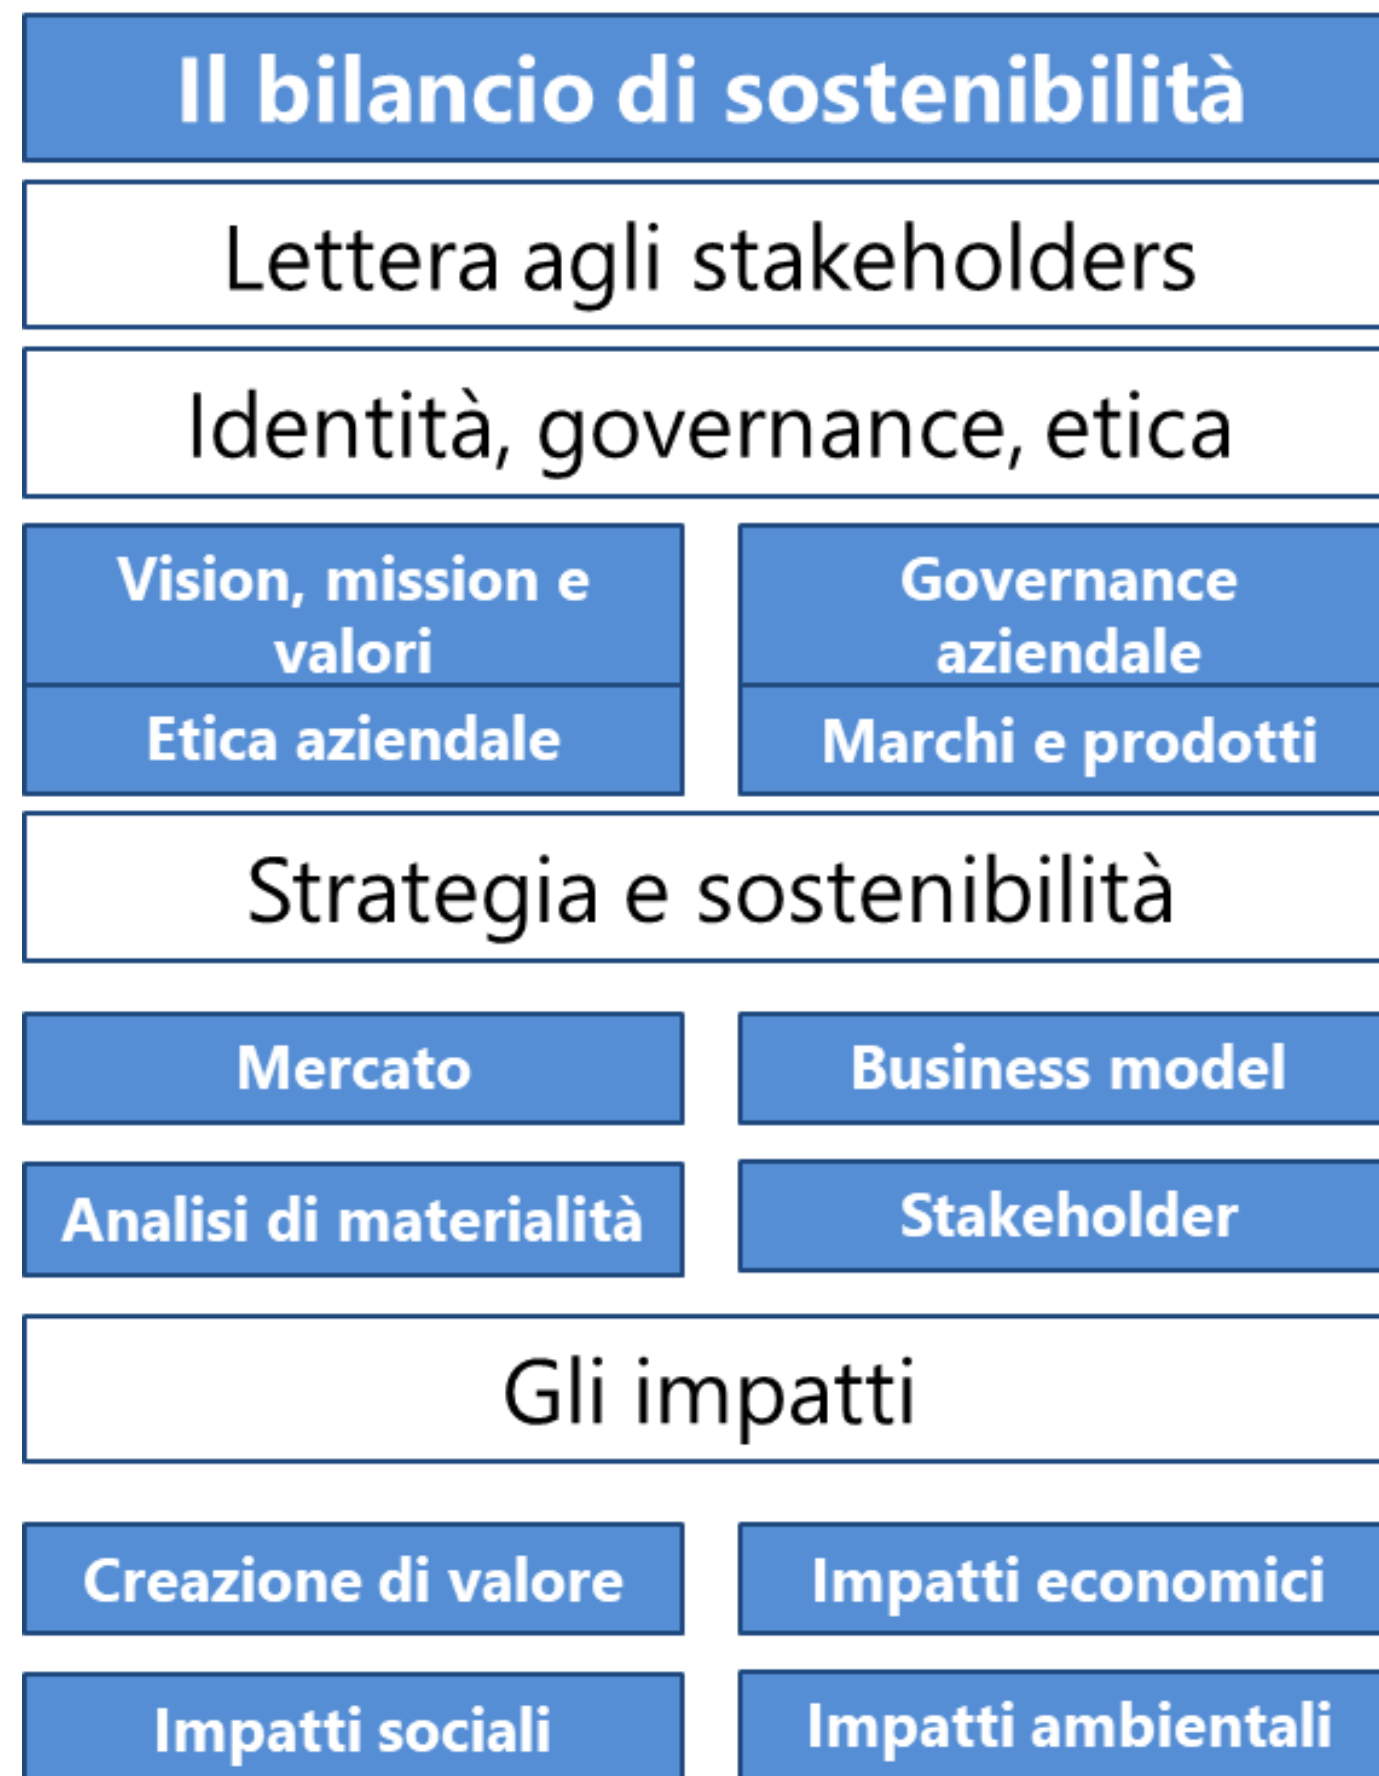 Il bilancio di sostenibilità
Lettera agli stakeholders
Identità, governance, etica
Vision, mission e
valori
Governance
aziendale
Etica aziendale
Marchi e prodotti
Strategia e sostenibilità
Mercato
Business model
Analisi di materialità
Stakeholder
Gli impatti
Creazione di valore
Impatti economici
Impatti sociali
Impatti ambientali